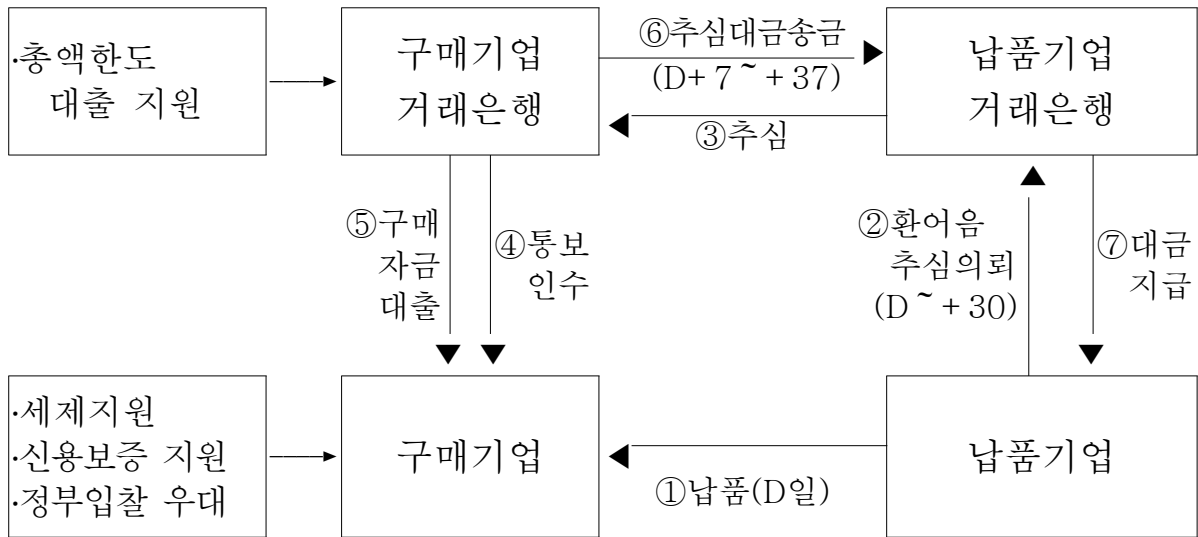 ·총액한도
대출 지원
구매기업
거래은행
⑥추심대금송금
(D+ 7 ~ + 37)
③추심
납품기업
거래은행
⑤구매
자금
대출
④통보
인수
②환어음
추심의뢰
(D ~ + 30)
⑦대금
지급
·세제지원
·신용보증 지원
·정부입찰 우대
구매기업
①납품(D일)
납품기업